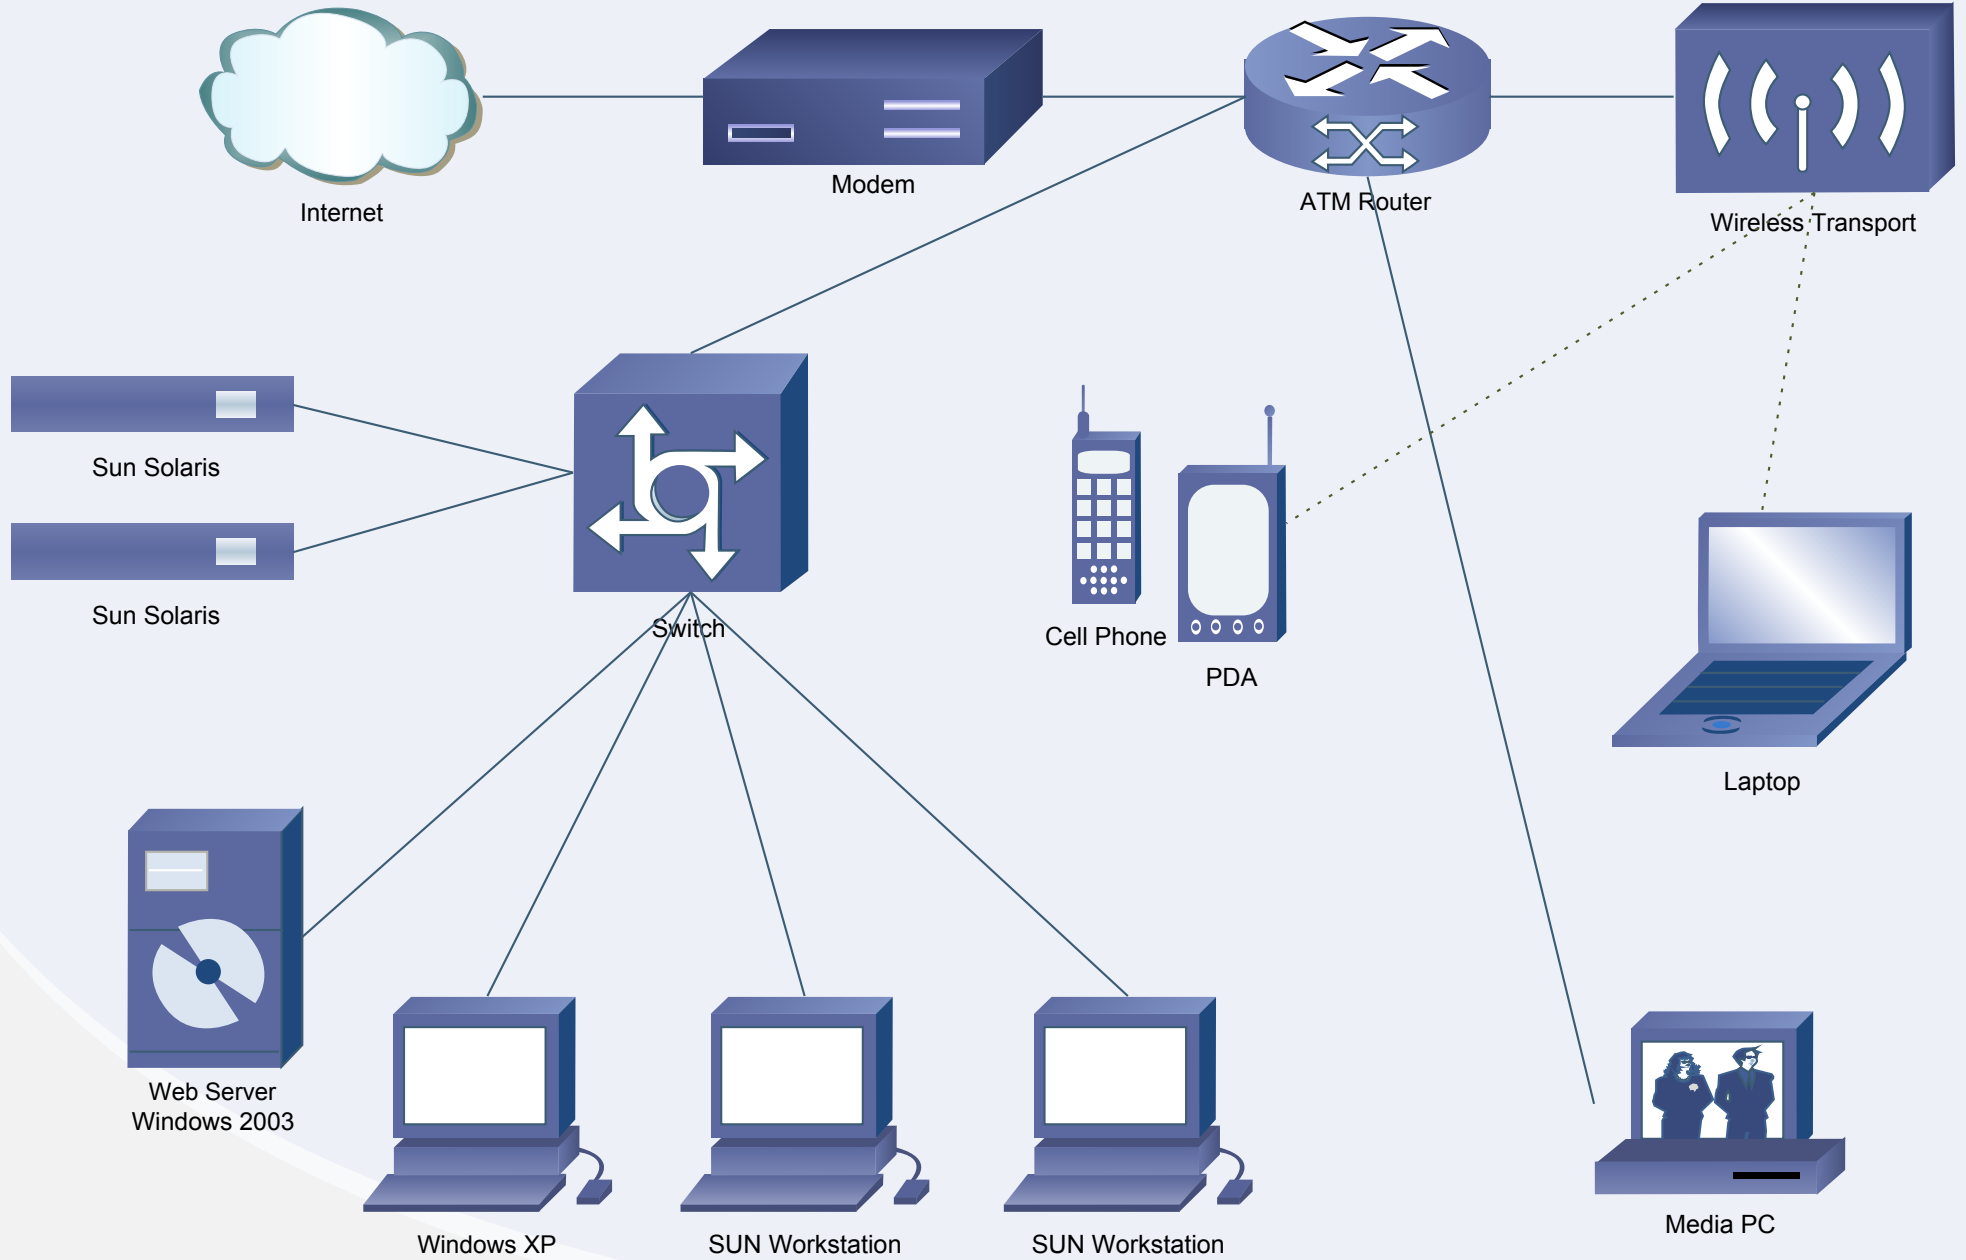 Internet
Modem
ATM Router
Wireless Transport
Sun Solaris
Sun Solaris
Switch
Cell Phone
PDA
Laptop
Web Server
Windows 2003
Windows XP
SUN Workstation
SUN Workstation
Media PC